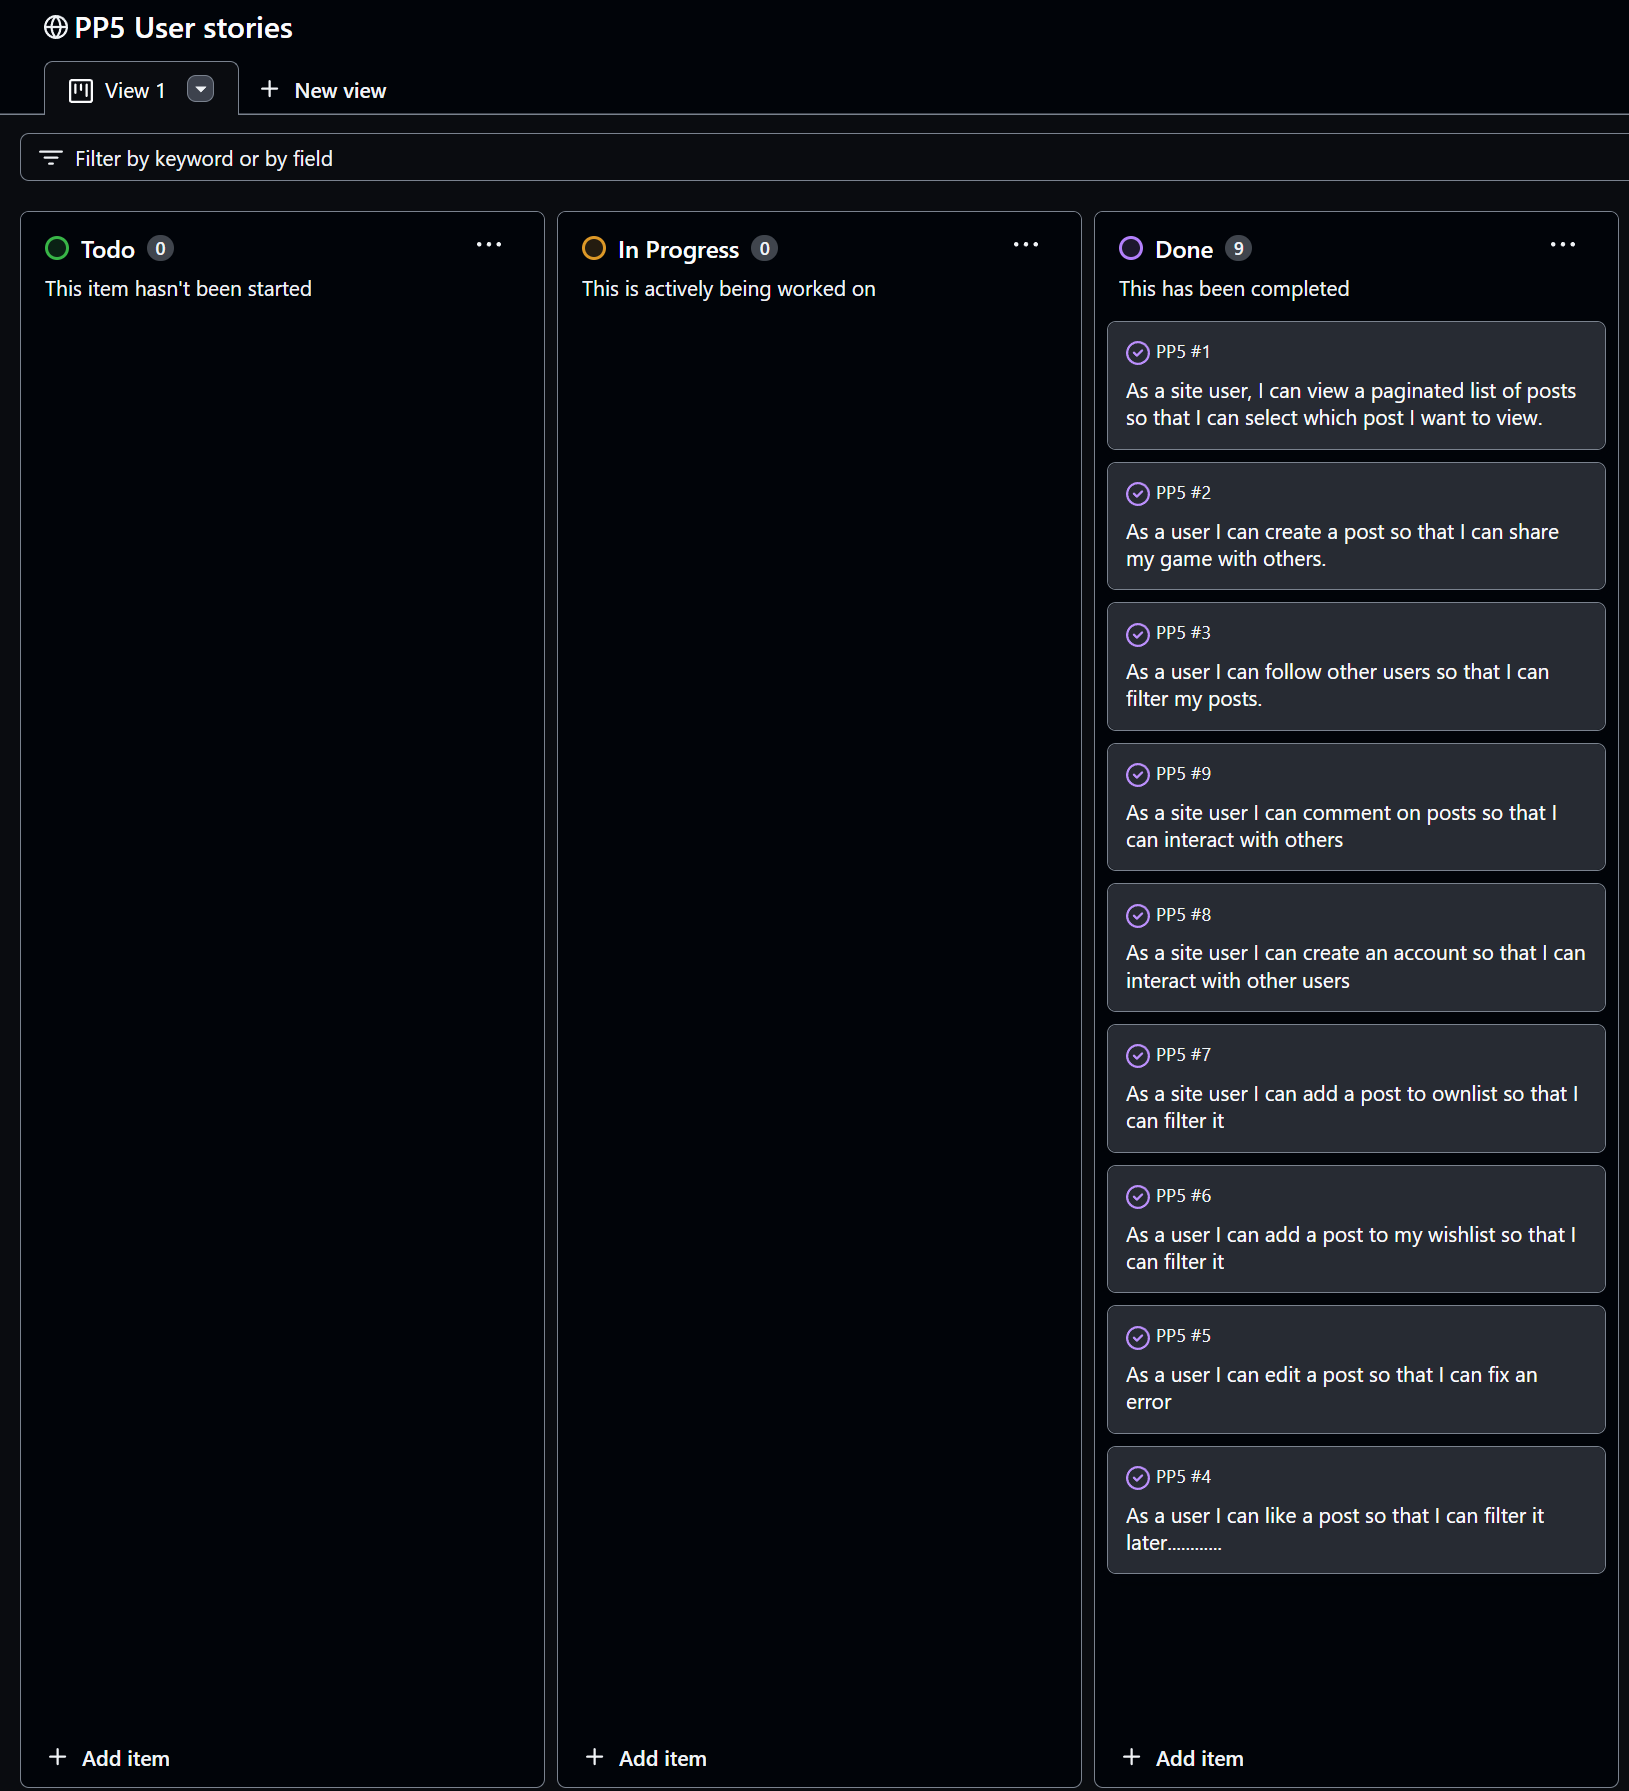 PP5 User stories
View 1
New view
Filter by keyword or by field
Todo 0
This item hasn't been started
Add item
In Progress 0
This is actively being worked on
Add item
Done 9
This has been completed
PP5 #1
As a site user, I can view a paginated list of posts
so that I can select which post I want to view.
PP5 #2
As a user I can create a post so that I can share
my game with others.
PP5 #3
As a user I can follow other users so that I can
filter my posts.
PP5 #9
As a site user I can comment on posts so that I
can interact with others
PP5 #8
As a site user I can create an account so that I can
interact with other users
PP5 #7
As a site user I can add a post to ownlist so that I
can filter it
PP5 #6
As a user I can add a post to my wishlist so that I
can filter it
PP5 #5
As a user I can edit a post so that I can fix an
error
PP5 #4
As a user I can like a post so that I can filter it
later............
Add item